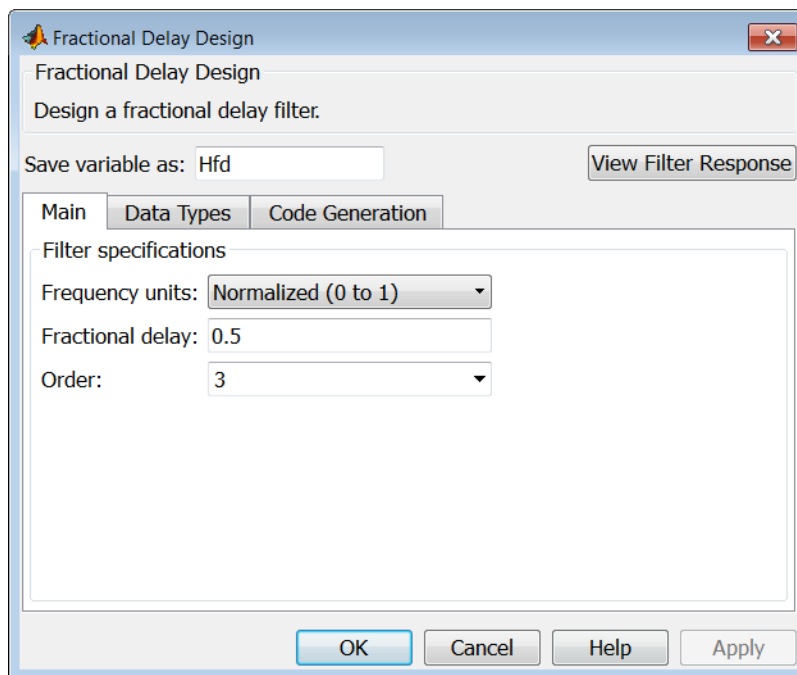 Fractional Delay Design
Fractional Delay Design
Design a fractional delay filter.
Save variable as: Hfd View Filter Response
Main Data Types Code Generation
Filter specifications
Frequency units: Normalized (0 to 1)
Fractional delay: 0.5
Order: 3
OK Cancel Help Apply